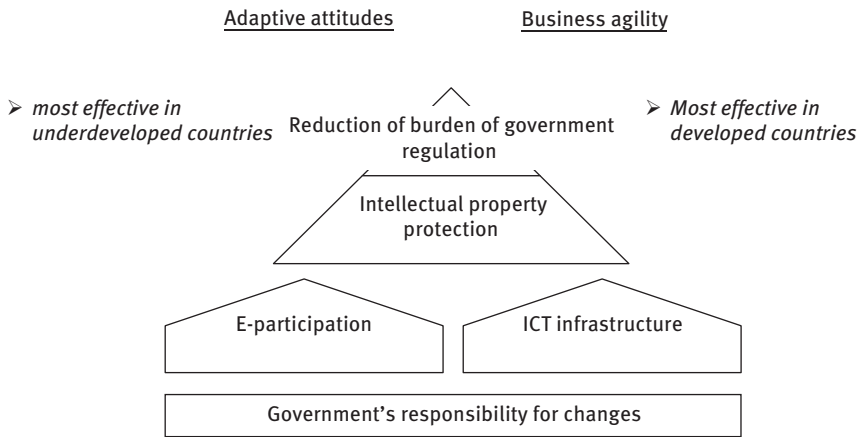 Adaptive attitudes
Business agility
➢ most effective in
underdeveloped countries
Reduction of burden of government
regulation
➢ Most effective in
developed countries
Intellectual property
protection
E-participation
ICT infrastructure
Government’s responsibility for changes